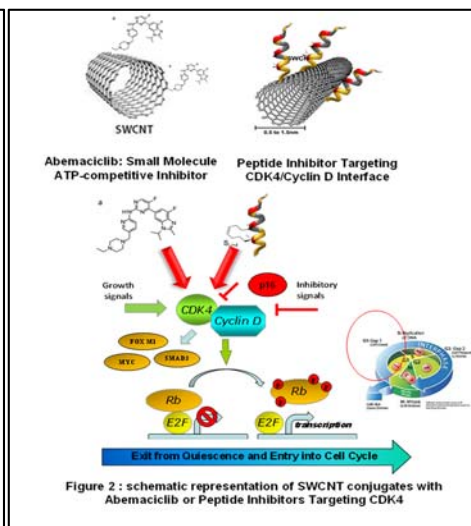 SWCNT
SWCNT
Abemaciclib: Small Molecule
ATP-competitive Inhibitor
Peptide Inhibitor Targeting
CDK4/Cyclin D Interface
Growth
signals
p16
Inhibitory
signals
CDK4
Cyclin D
FOX M1
MYC
SMAD3
Rb
E2F
Rb
E2F
transcription
INTERPHASE
Exit from Quiescence and Entry into Cell Cycle
Figure 2 : schematic representation of SWCNT conjugates with
Abemaciclib or Peptide Inhibitors Targeting CDK4